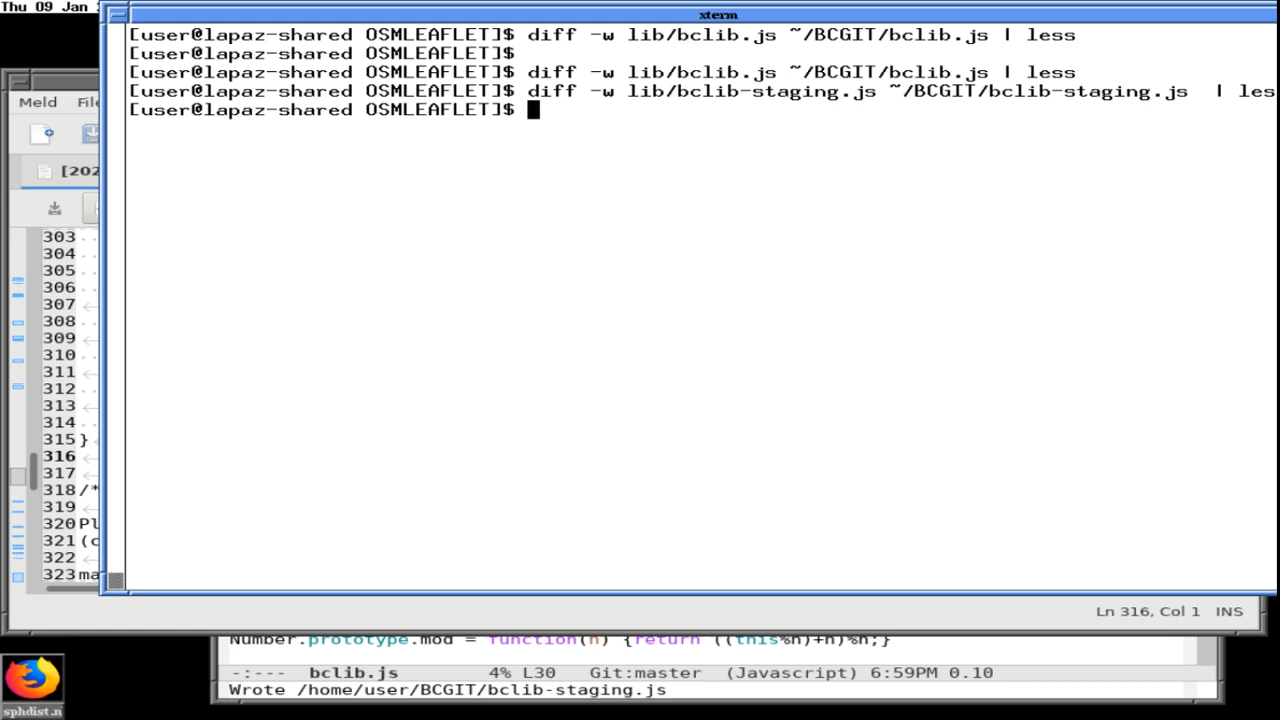 Thu 09 Jan
xterm
[user@lapaz-shared OSMLEAFLET]$ diff -w lib/bclib.js ~/BCGIT/bclib.js | less
[user@lapaz-shared OSMLEAFLET]$
[user@lapaz-shared OSMLEAFLET]$ diff -w lib/bclib.js ~/BCGIT/bclib.js | less
[user@lapaz-shared OSMLEAFLET]$ diff -w lib/bclib-staging.js ~/BCGIT/bclib-staging.js | les
[user@lapaz-shared OSMLEAFLET]$
Meld File
[202
303
304
305
306
307
308
309
310
311
312
313
314
315 }
316
317
318 /*
319
320 Pl
321 (c
322
323 ma
Ln 316, Col 1 INS
Number.prototype.mod = function(n) {return ((this%n)+n)%n;}
-:--- bclib.js 4% L30 Git:master (Javascript) 6:59PM 0.10
Wrote /home/user/BCGIT/bclib-staging.js
sphdist.n